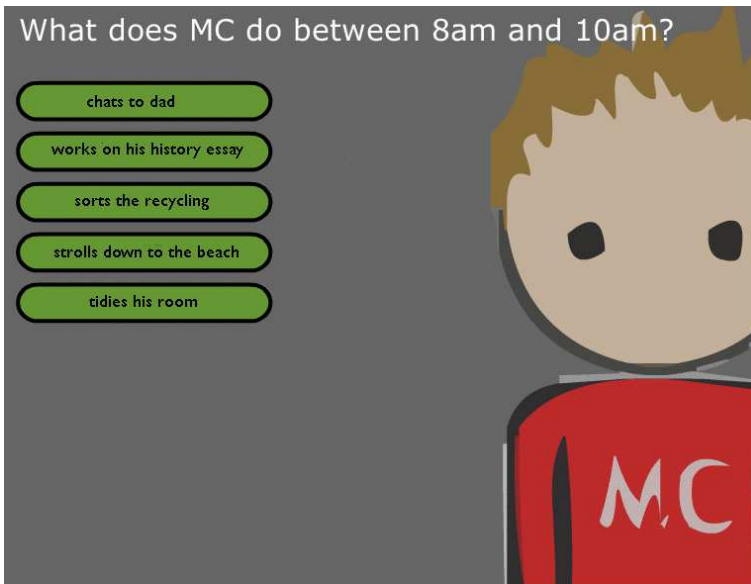 What does MC do between 8am and 10am?
chats to dad
works on his history essay
sorts the recycling
strolls down to the beach
tidies his room
MC